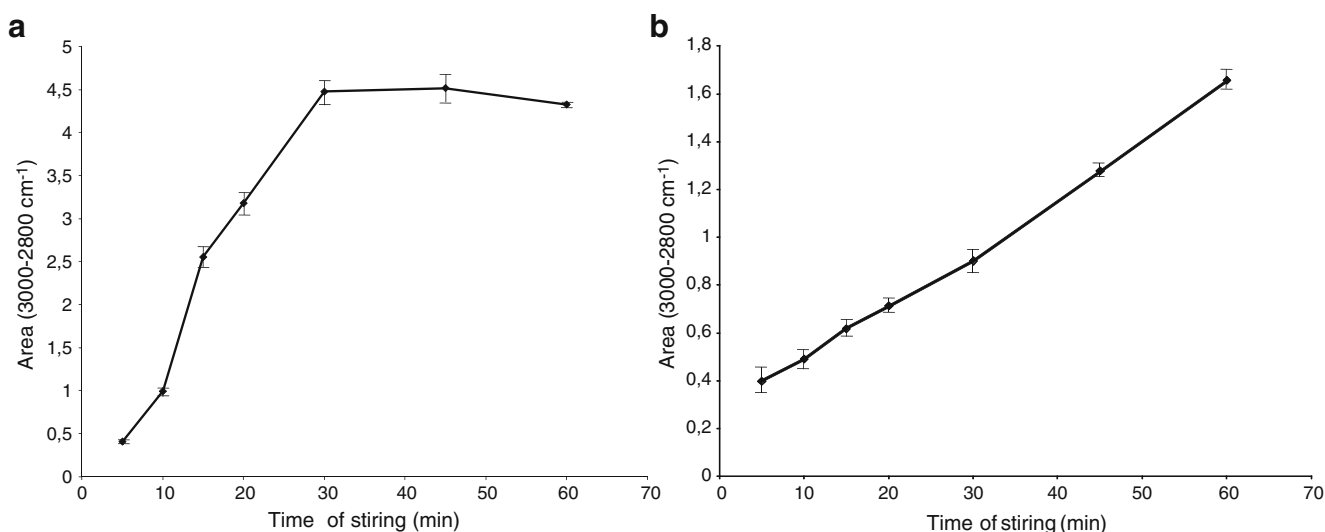 a
5
4,5
4
3,5
3
2,5
2
1,5
1
0,5
0
Area (3000-2800 cm-1)
0 10 20 30 40 50 60 70
Time of stiring (min)
b
1,8
1,6
1,4
1,2
1
0,8
0,6
0,4
0,2
0
Area (3000-2800 cm-1)
0 10 20 30 40 50 60 70
Time of stiring (min)